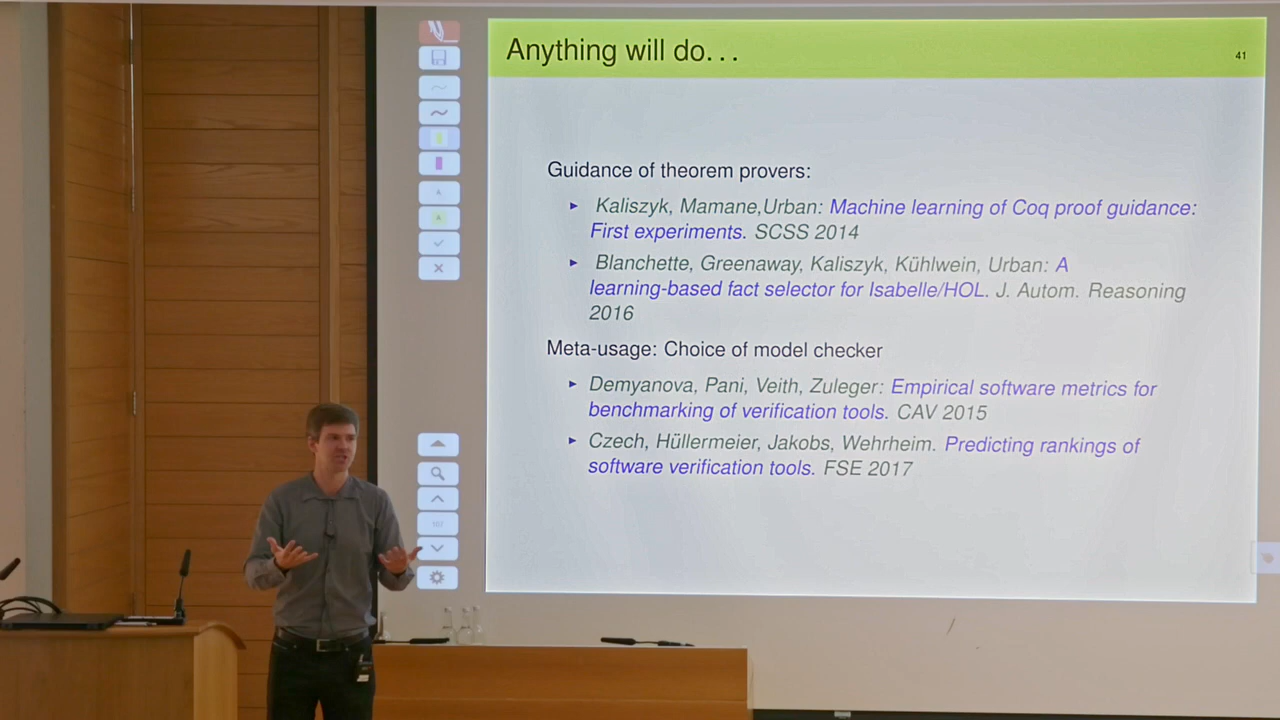 Anything will do...
41
Guidance of theorem provers:
▸ Kaliszyk, Mamane,Urban: Machine learning of Coq proof guidance:
First experiments. SCSS 2014
▸ Blanchette, Greenaway, Kaliszyk, Kühlwein, Urban: A
learning-based fact selector for Isabelle/HOL. J. Autom. Reasoning
2016
Meta-usage: Choice of model checker
▸ Demyanova, Pani, Veith, Zuleger: Empirical software metrics for
benchmarking of verification tools. CAV 2015
▸ Czech, Hüllermeier, Jakobs, Wehrheim. Predicting rankings of
software verification tools. FSE 2017